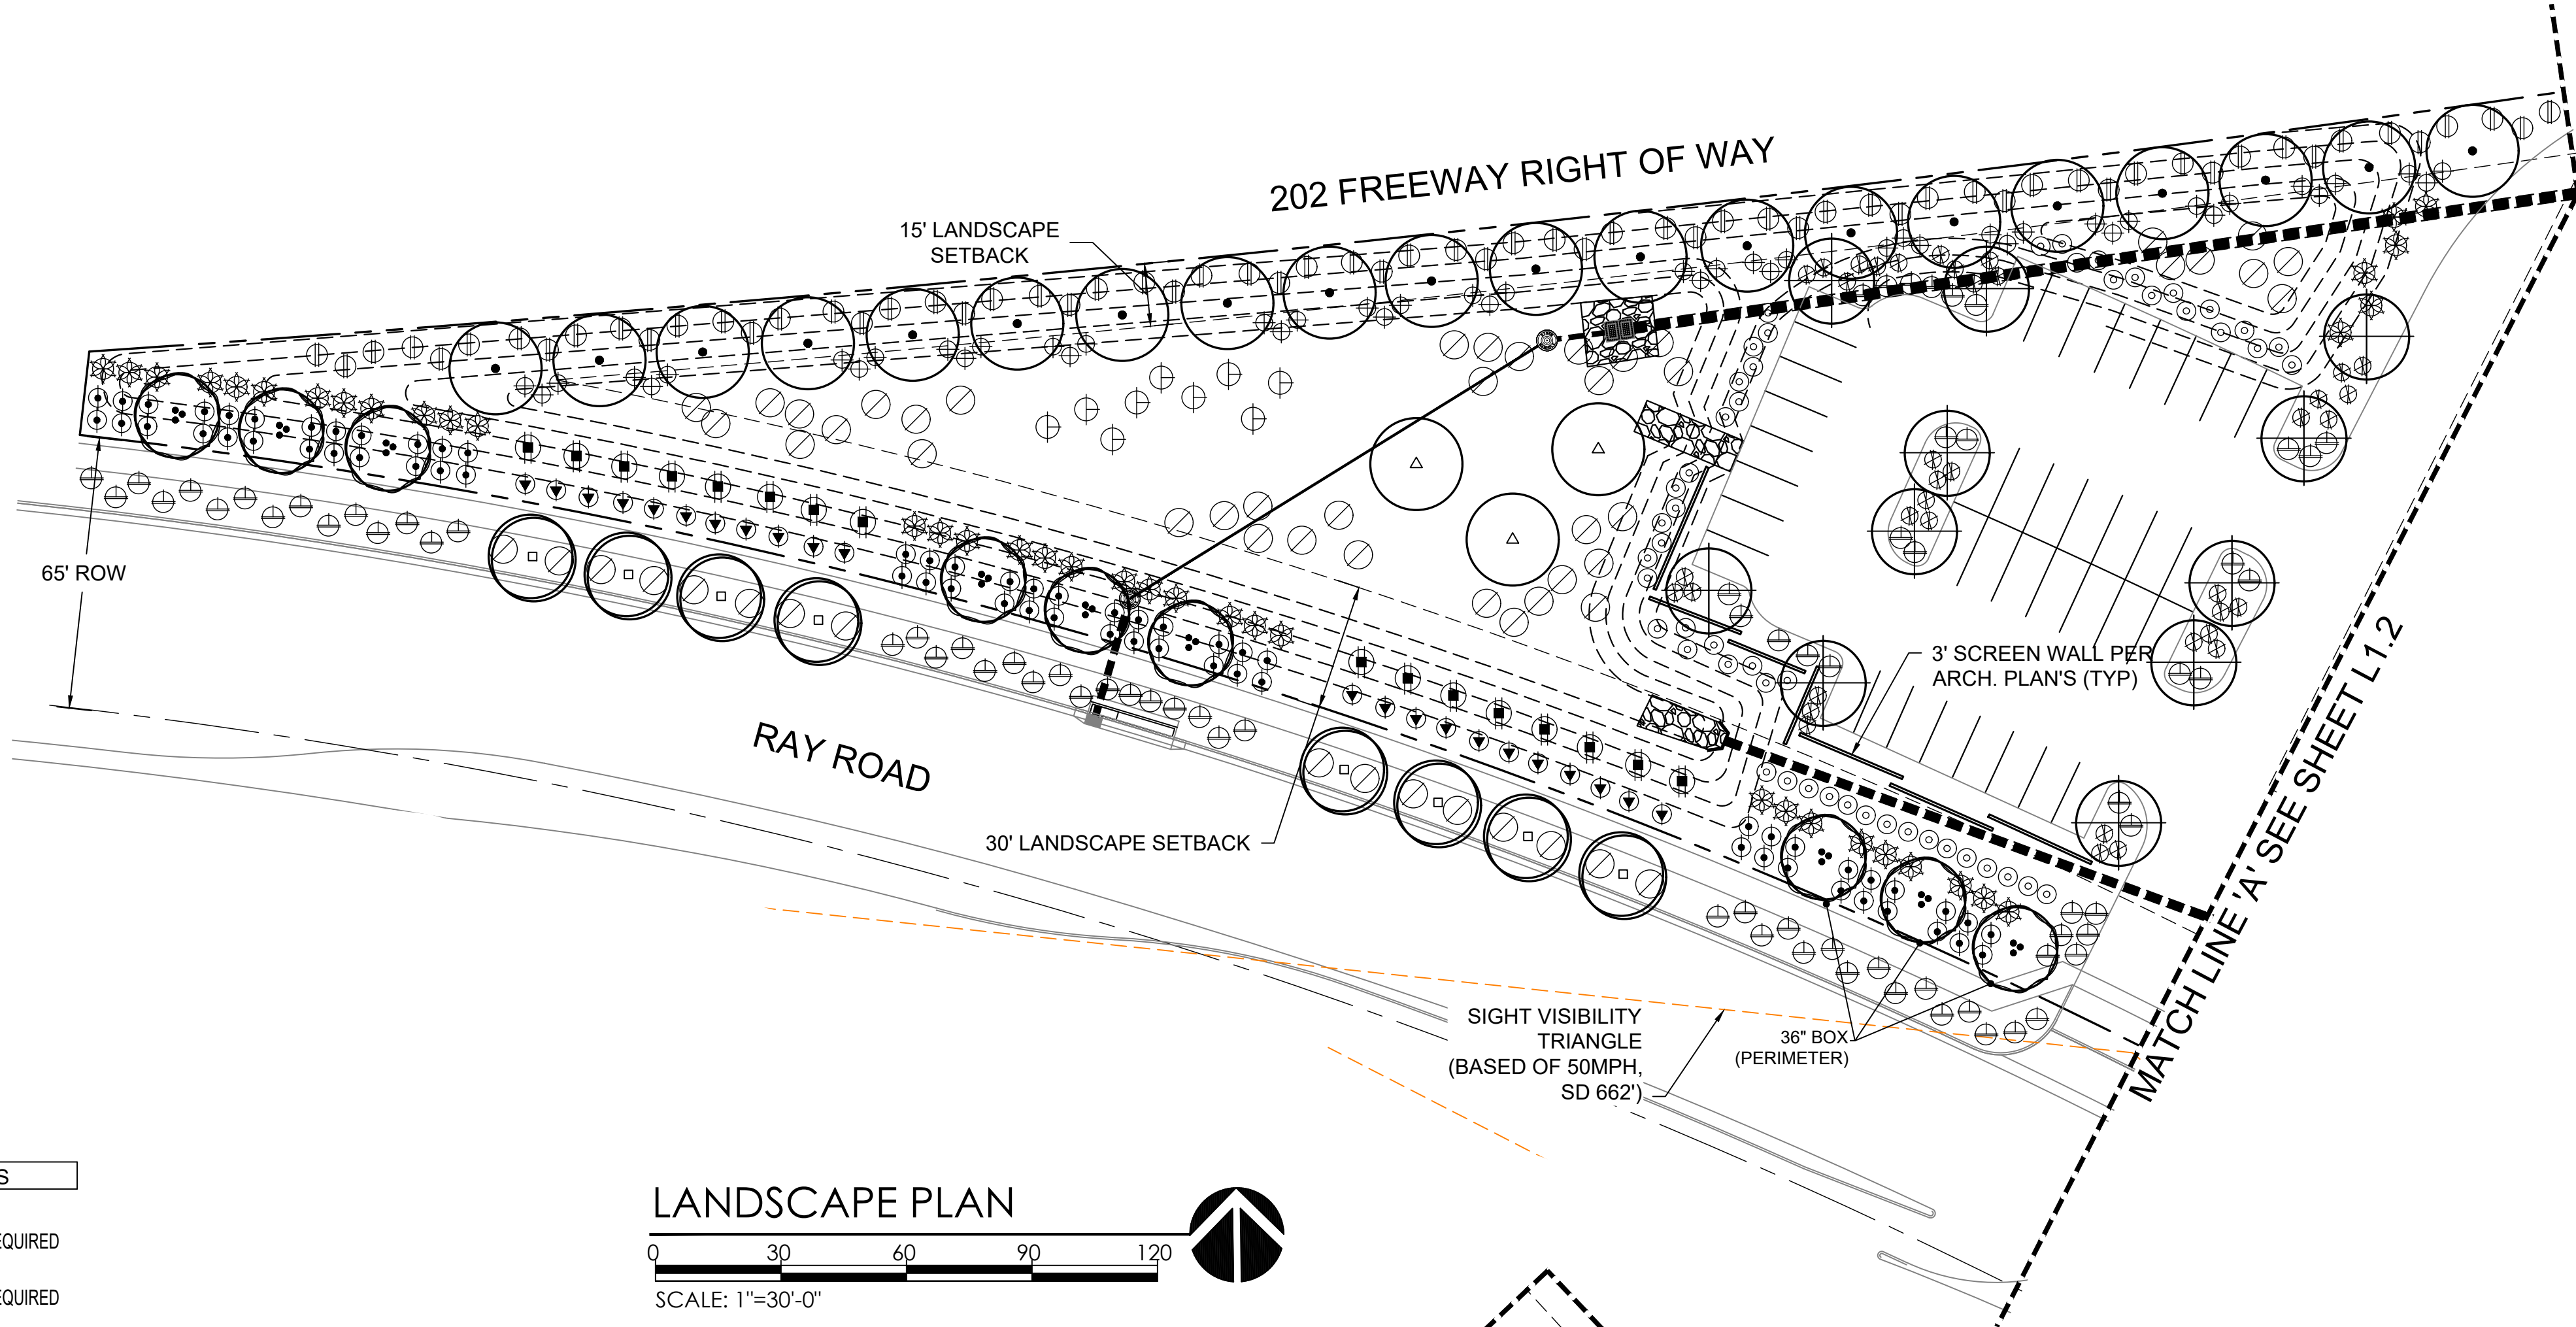 202 FREEWAY RIGHT OF WAY
15' LANDSCAPE
SETBACK
65' ROW
3' SCREEN WALL PER
ARCH. PLAN'S (TYP)
MATCH LINE 'A' SEE SHEET L1.2
RAY ROAD
30' LANDSCAPE SETBACK
SIGHT VISIBILITY
TRIANGLE
(BASED OF 50MPH,
SD 662')
36" BOX
(PERIMETER)
S
EQUIRED
EQUIRED
LANDSCAPE PLAN
0 30 60 90 120
SCALE: 1"=30'-0"